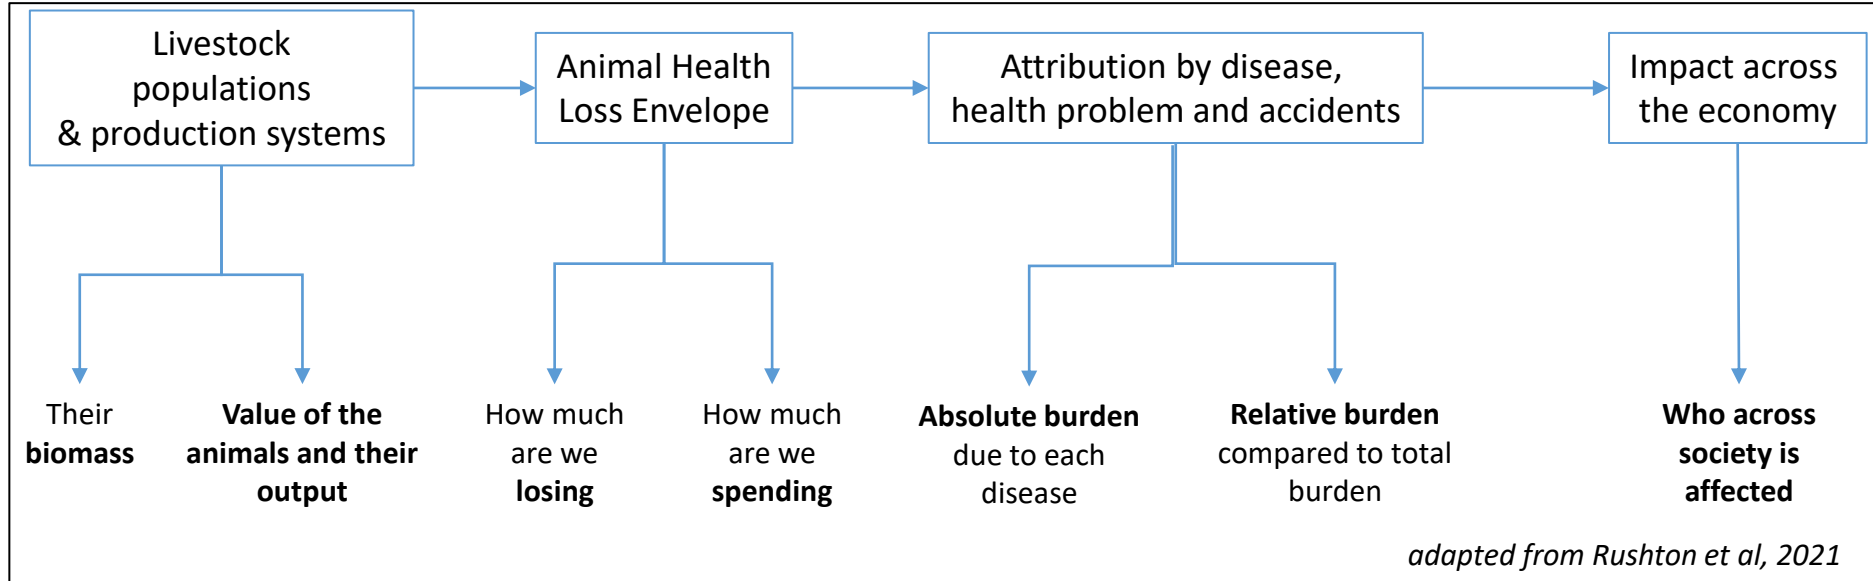 Livestock
populations
& production systems
Animal Health
Loss Envelope
Attribution by disease,
health problem and accidents
Impact across
the economy
Their
biomass
Value of the
animals and their
output
How much
are we
losing
How much
are we
spending
Absolute burden
due to each
disease
Relative burden
compared to total
burden
Who across
society is
affected
adapted from Rushton et al, 2021